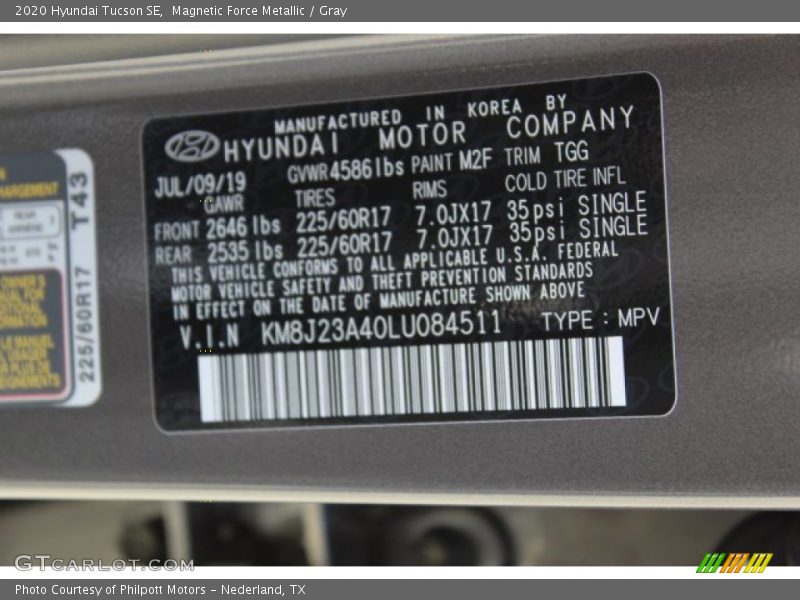 2020 Hyundai Tucson SE, Magnetic Force Metallic / Gray
MANUFACTURED IN KOREA BY
HYUNDAI MOTOR COMPANY
JUL/09/19 GVWR4586lbs PAINT M2F TRIM TGG
GAWR TIRES RIMS COLD TIRE INFL
FRONT 2646 lbs 225/60R17 7.0JX17 35psi SINGLE
REAR 2535 lbs 225/60R17 7.0JX17 35psi SINGLE
THIS VEHICLE CONFORMS TO ALL APPLICABLE U.S.A. FEDERAL
MOTOR VEHICLE SAFETY AND THEFT PREVENTION STANDARDS
IN EFFECT ON THE DATE OF MANUFACTURE SHOWN ABOVE
V.I.N KM8J23A40LU084511 TYPE : MPV
225/60R17 T43
GTCARLOT.COM
Photo Courtesy of Philpott Motors - Nederland, TX